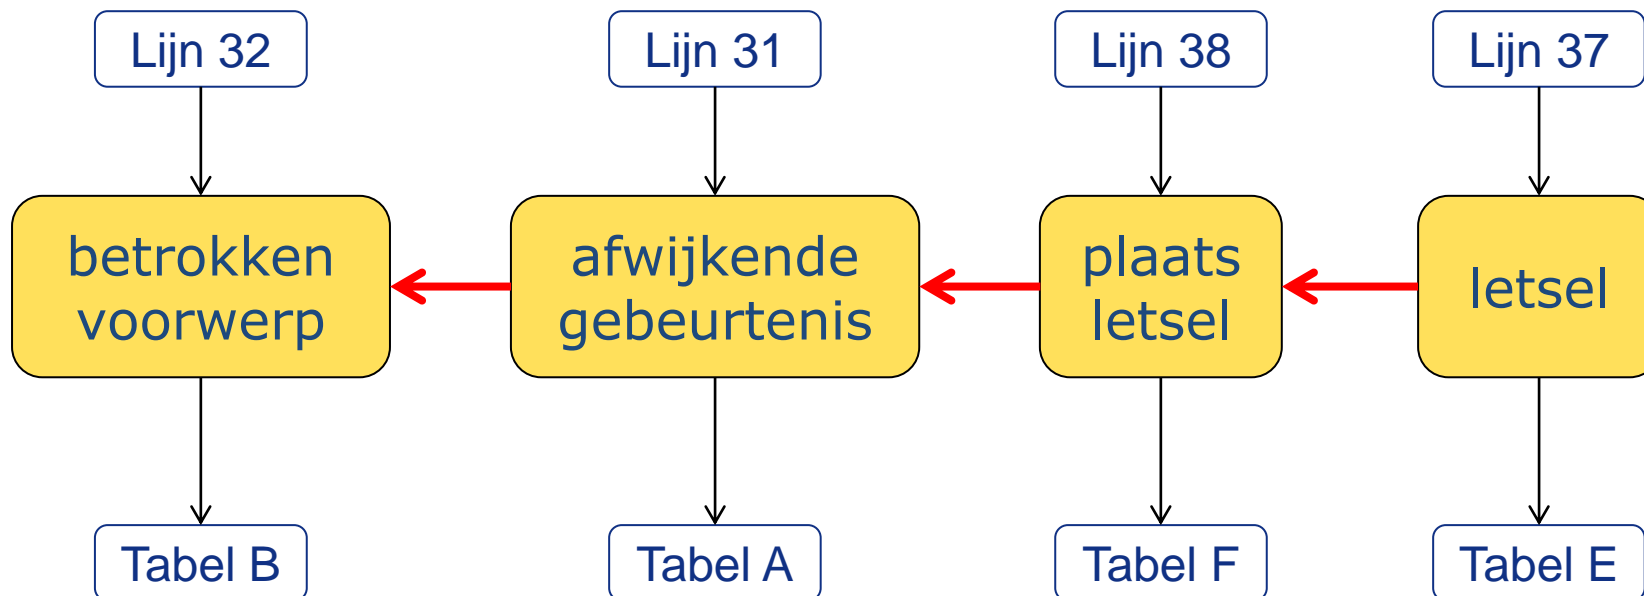 Lijn 32
Lijn 31
Lijn 38
Lijn 37
betrokken
voorwerp
afwijkende
gebeurtenis
plaats
letsel
letsel
Tabel B
Tabel A
Tabel F
Tabel E